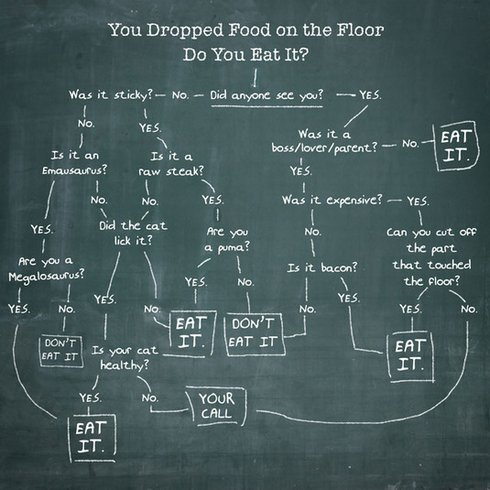 You Dropped Food on the Floor
Do You Eat It?
Was it sticky?
No.
Did anyone see you?
YES.
No.
YES.
Was it a
boss/lover/parent?
No.
EAT
IT.
Is it an
Emausaurus?
Is it a
raw steak?
YES.
Was it expensive?
YES.
No.
No.
YES.
YES.
Did the cat
lick it?
Are you
a puma?
No.
Can you cut off
the part
that touched
the floor?
Are you a
Megalosaurus?
Is it bacon?
YES.
No.
YES.
No.
YES.
No.
No.
YES.
YES.
No.
DON'T
EAT IT
EAT
IT.
DON'T
EAT IT
EAT
IT.
Is your cat
healthy?
YES.
No.
YOUR
CALL
EAT
IT.